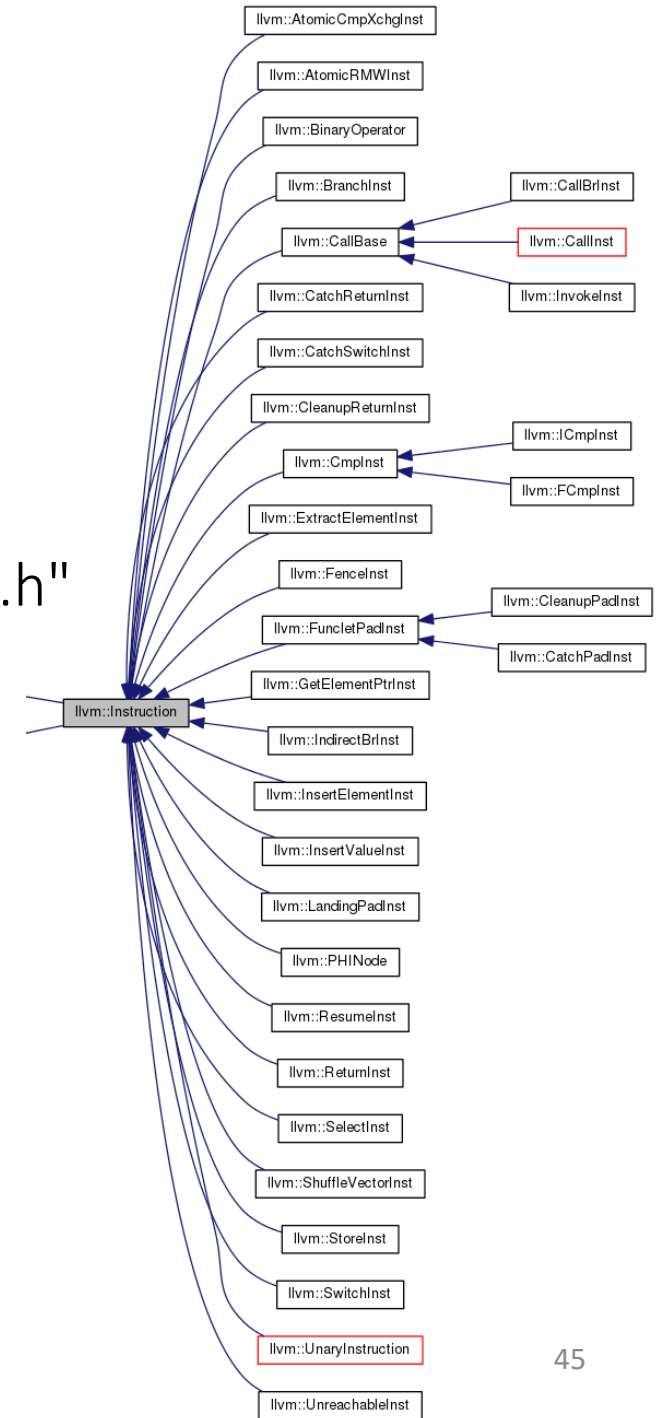 llvm::AtomicCmpXchgInst
llvm::AtomicRMWInst
llvm::BinaryOperator
llvm::BranchInst
llvm::CallBrInst
llvm::CallBase
llvm::CallInst
llvm::InvokeInst
llvm::CatchReturnInst
llvm::CatchSwitchInst
llvm::CleanupReturnInst
llvm::ICmpInst
llvm::CmpInst
llvm::FCmpInst
llvm::ExtractElementInst
.h"
llvm::FenceInst
llvm::CleanupPadInst
llvm::FuncletPadInst
llvm::CatchPadInst
llvm::GetElementPtrInst
llvm::Instruction
llvm::IndirectBrInst
llvm::InsertElementInst
llvm::InsertValueInst
llvm::LandingPadInst
llvm::PHINode
llvm::ResumeInst
llvm::ReturnInst
llvm::SelectInst
llvm::ShuffleVectorInst
llvm::StoreInst
llvm::SwitchInst
llvm::UnaryInstruction
45
llvm::UnreachableInst